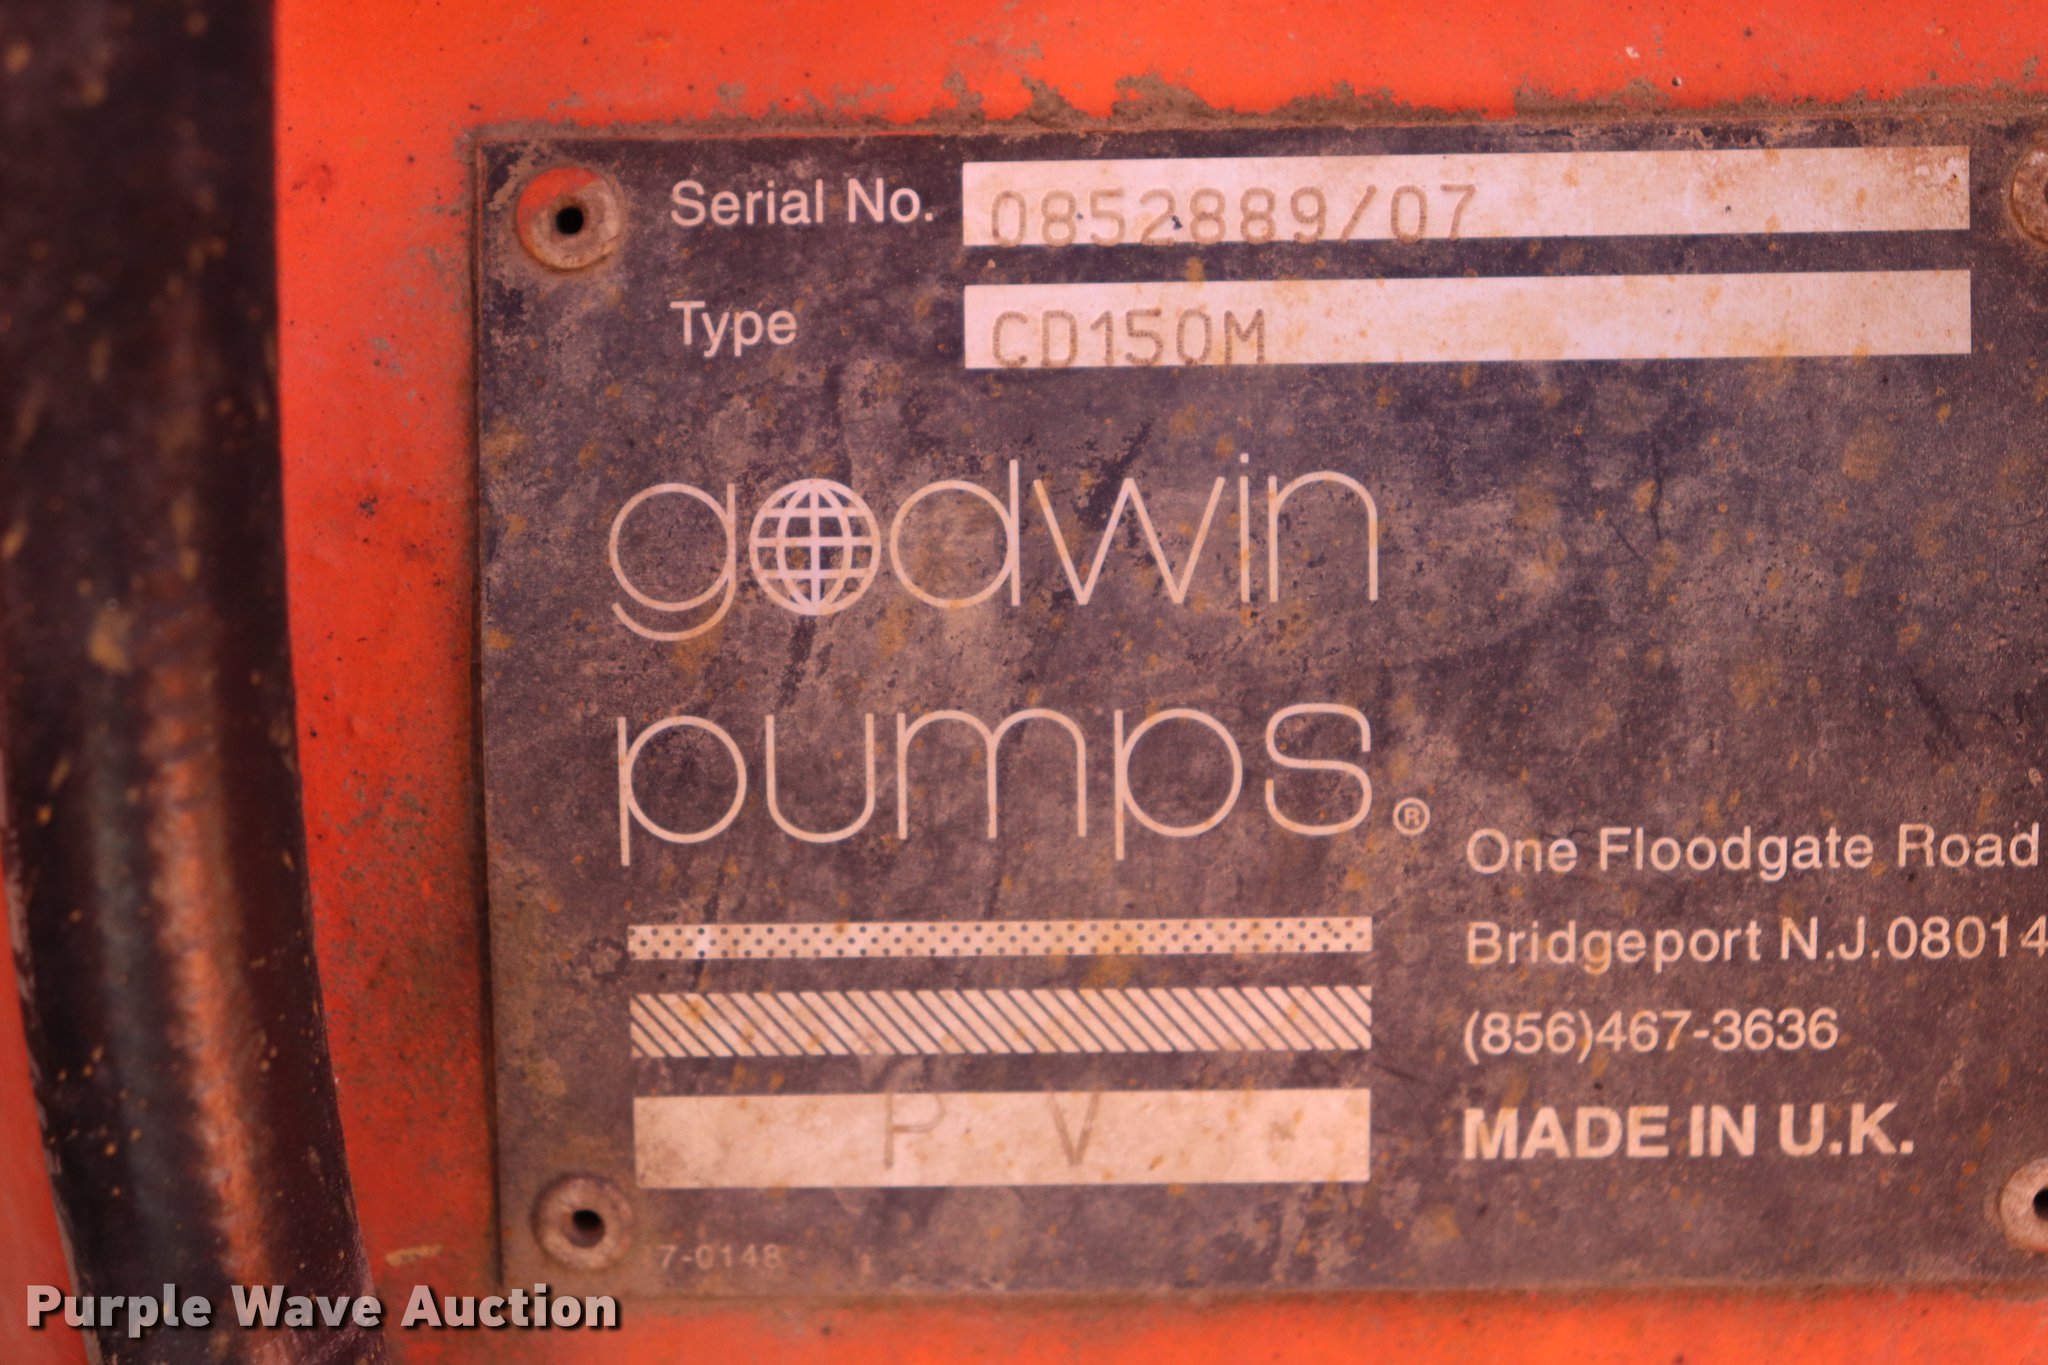 Serial No. 0852889/07
Type CD150M
godwin
pumps®
One Floodgate Road
Bridgeport N.J.08014
(856)467-3636
MADE IN U.K.
P V
7-0148
Purple Wave Auction